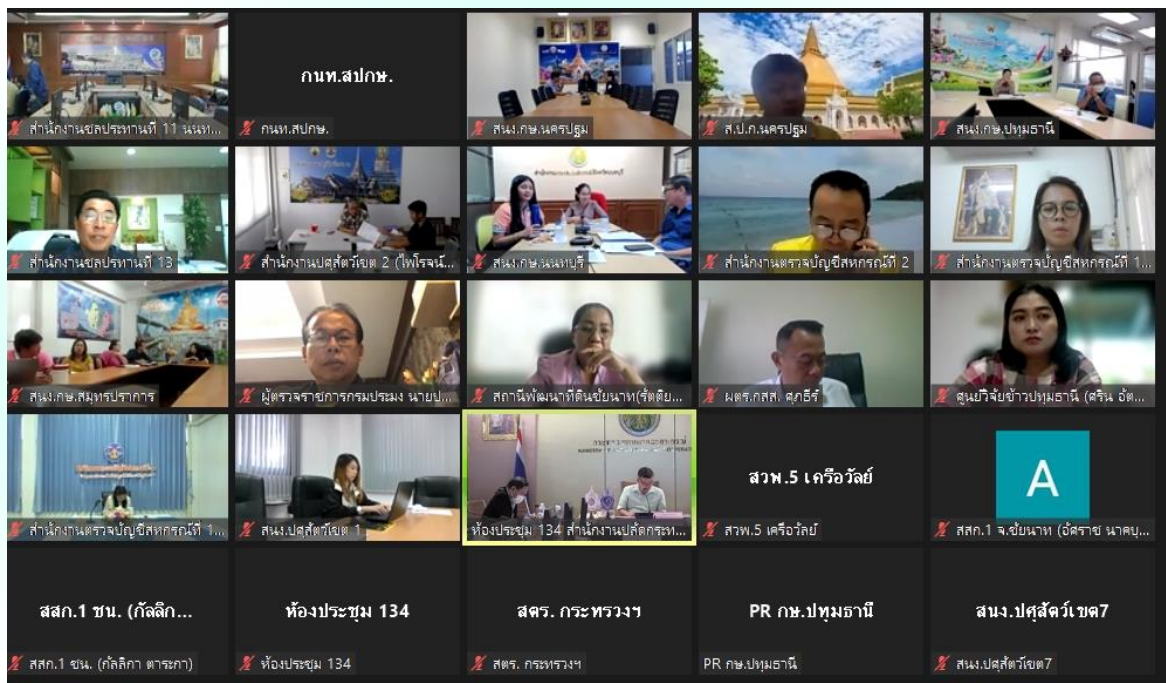 สำนักงานชลประทานที่ 11 นนท...
กนท.สปกษ.
กนท.สปกษ.
สนง.กษ.นครปฐม
ส.ป.ก.นครปฐม
สนง.กษ.ปทุมธานี
สำนักงานชลประทานที่ 13
สำนักงานปศุสัตว์เขต 2 (ไพโรจน์...
สนง.กษ.นนทบุรี
สำนักงานตรวจบัญชีสหกรณ์ที่ 2
สำนักงานตรวจบัญชีสหกรณ์ที่ 1...
สนง.กษ.สมุทรปราการ
ผู้ตรวจราชการกรมประมง นายป...
สถานีพัฒนาที่ดินชัยนาท(รัตติย...
ผตร.กสส. ศุภธีร์
ศูนย์วิจัยข้าวปทุมธานี (ศริน อ้ต...
สำนักงานตรวจบัญชีสหกรณ์ที่ 1...
สนง.ปศุสัตว์เขต 1
ห้องประชุม 134 สำนักงานปลัดกระท...
สวพ.5 เครือวัลย์
สวพ.5 เครือวัลย์
A
สสก.1 จ.ชัยนาท (อัศราช นาคบุ...
สสก.1 ชน. (กัลลิก...
สสก.1 ชน. (กัลลิกา ตาระกา)
ห้องประชุม 134
ห้องประชุม 134
สตร. กระทรวงฯ
สตร. กระทรวงฯ
PR กษ.ปทุมธานี
PR กษ.ปทุมธานี
สนง.ปศุสัตว์เขต7
สนง.ปศุสัตว์เขต7